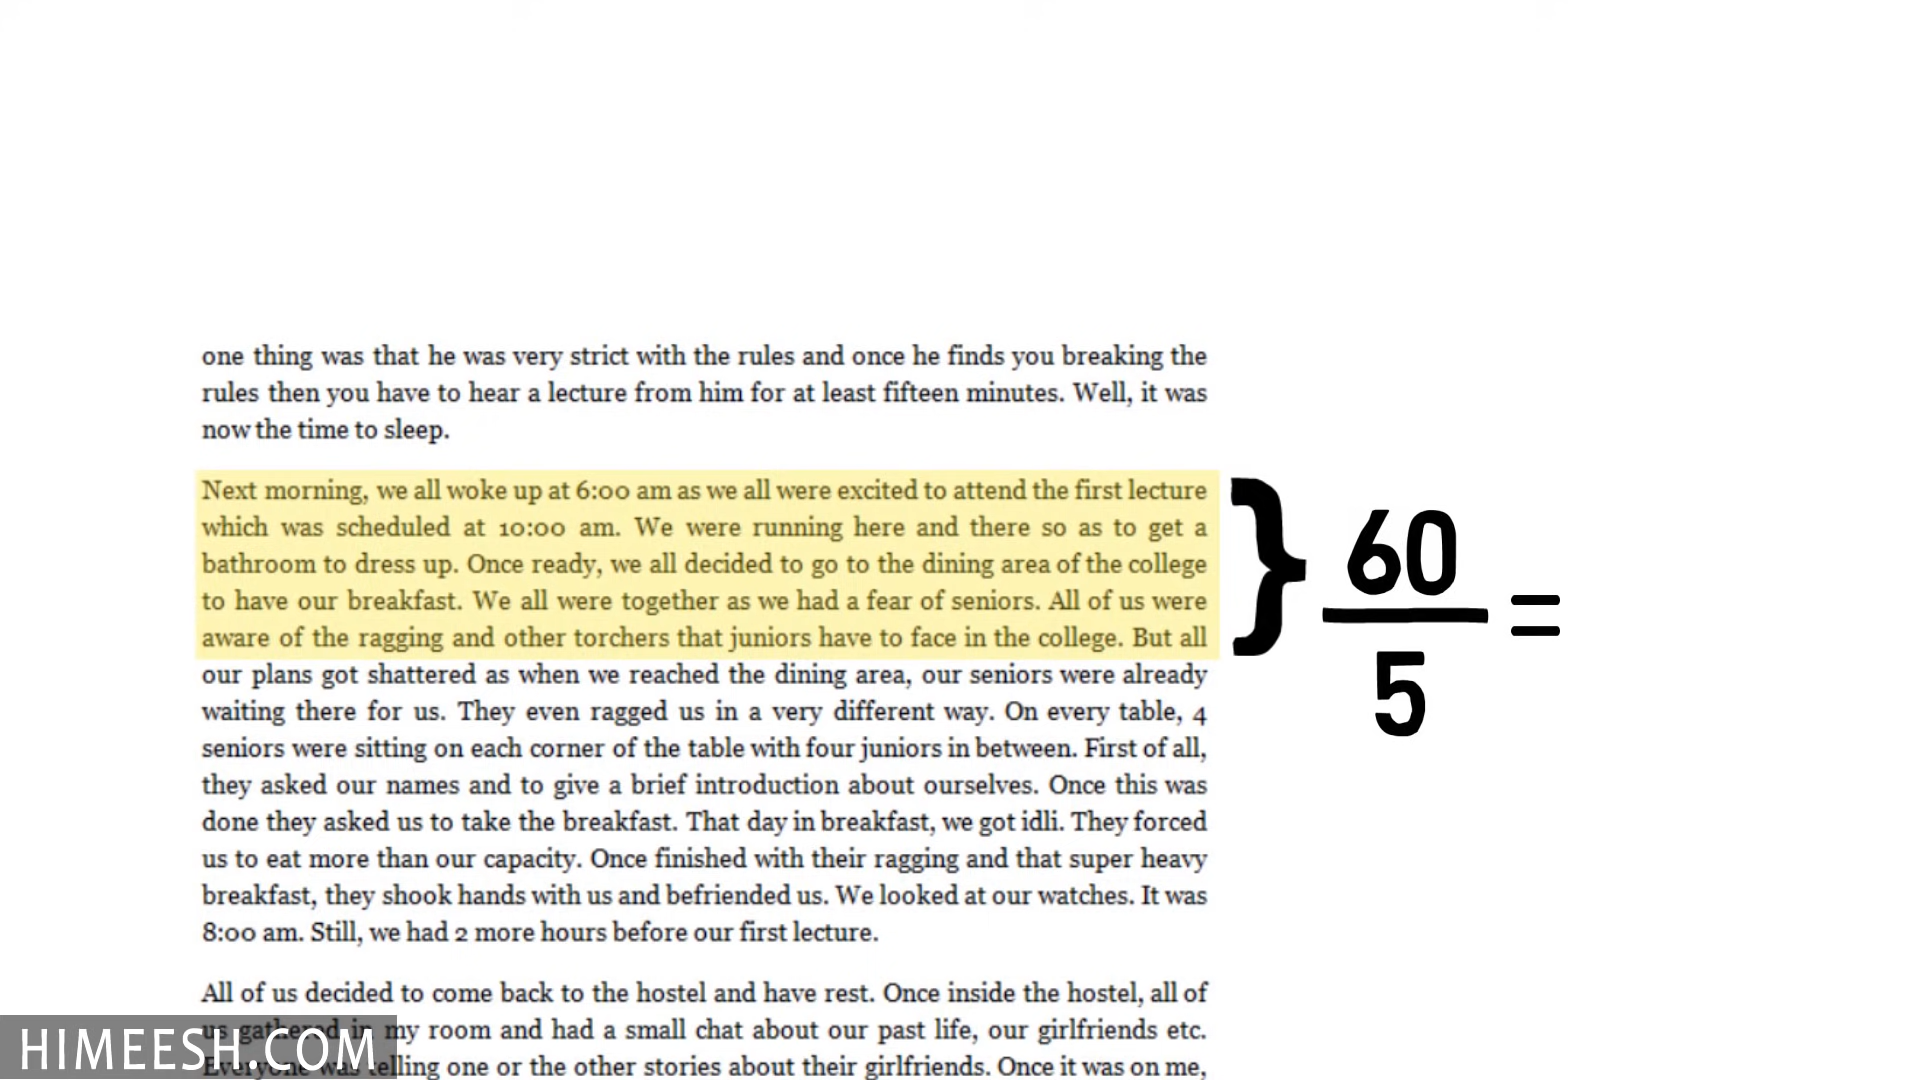 one thing was that he was very strict with the rules and once he finds you breaking the
rules then you have to hear a lecture from him for at least fifteen minutes. Well, it was
now the time to sleep.
Next morning, we all woke up at 6:00 am as we all were excited to attend the first lecture
which was scheduled at 10:00 am. We were running here and there so as to get a
bathroom to dress up. Once ready, we all decided to go to the dining area of the college
to have our breakfast. We all were together as we had a fear of seniors. All of us were
aware of the ragging and other torchers that juniors have to face in the college. But all
our plans got shattered as when we reached the dining area, our seniors were already
waiting there for us. They even ragged us in a very different way. On every table, 4
seniors were sitting on each corner of the table with four juniors in between. First of all,
they asked our names and to give a brief introduction about ourselves. Once this was
done they asked us to take the breakfast. That day in breakfast, we got idli. They forced
us to eat more than our capacity. Once finished with their ragging and that super heavy
breakfast, they shook hands with us and befriended us. We looked at our watches. It was
8:00 am. Still, we had 2 more hours before our first lecture.
All of us decided to come back to the hostel and have rest. Once inside the hostel, all of
us gathered in my room and had a small chat about our past life, our girlfriends etc.
Everyone was telling one or the other stories about their girlfriends. Once it was on me,
} 60
=
5
HIMEESH.COM